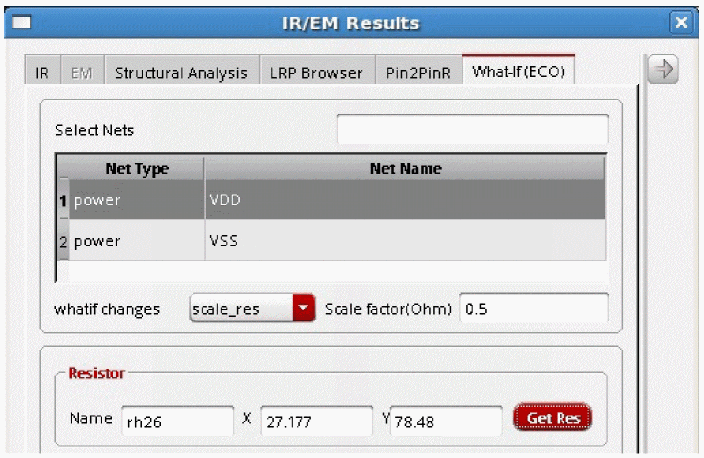 IR/EM Results
IR EM Structural Analysis LRP Browser Pin2PinR What-If(ECO)
Select Nets
Net Type Net Name
1 power VDD
2 power VSS
whatif changes scale_res Scale factor(Ohm) 0.5
Resistor
Name rh26 X 27.177 Y 78.48 Get Res